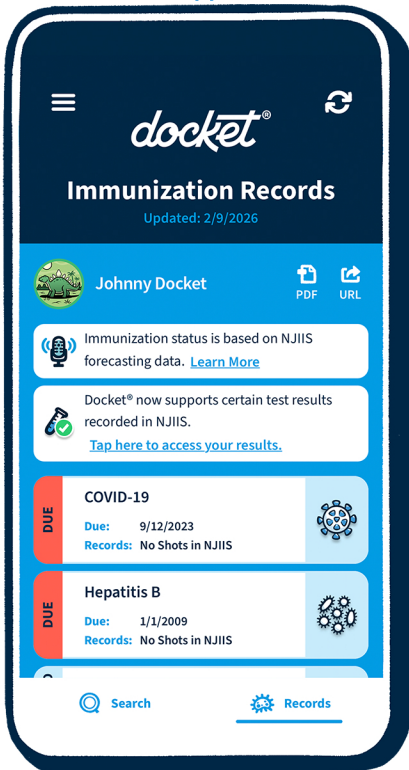 docket®
Immunization Records
Updated: 2/9/2026
Johnny Docket
PDF
URL
Immunization status is based on NJIIS
forecasting data. Learn More
Docket® now supports certain test results
recorded in NJIIS.
Tap here to access your results.
DUE
COVID-19
Due: 9/12/2023
Records: No Shots in NJIIS
DUE
Hepatitis B
Due: 1/1/2009
Records: No Shots in NJIIS
Search
Records